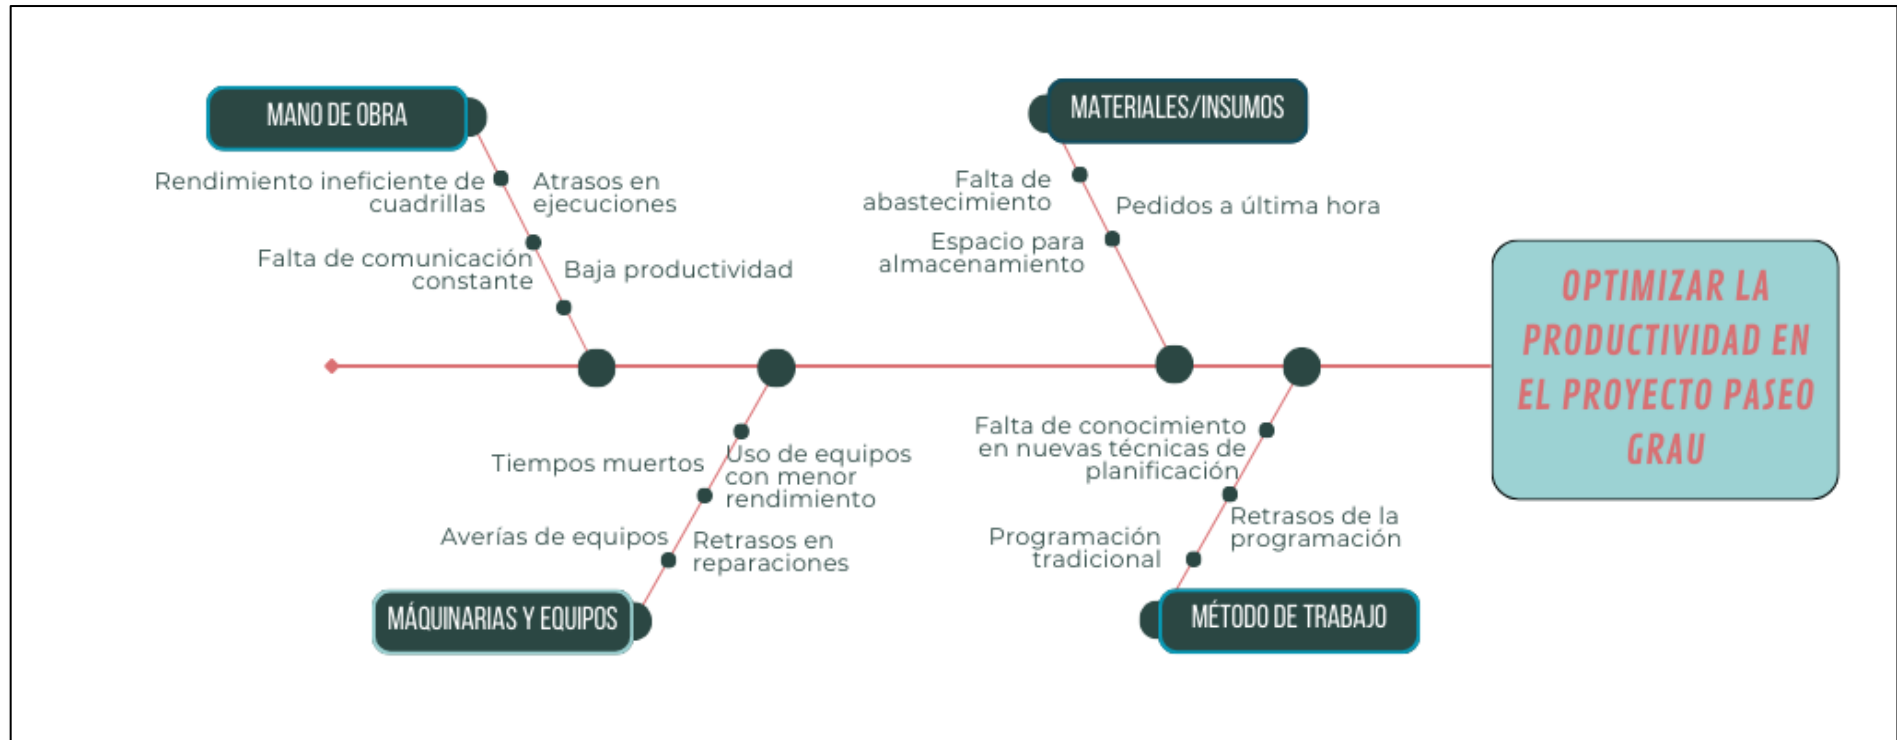 MANO DE OBRA
Rendimiento ineficiente de
cuadrillas
Atrasos en
ejecuciones
Falta de comunicación
constante
Baja productividad
MATERIALES/INSUMOS
Falta de
abastecimiento
Pedidos a última hora
Espacio para
almacenamiento
OPTIMIZAR LA
PRODUCTIVIDAD EN
EL PROYECTO PASEO
GRAU
Tiempos muertos
Uso de equipos
con menor
rendimiento
Averías de equipos
Retrasos en
reparaciones
MÁQUINARIAS Y EQUIPOS
Falta de conocimiento
en nuevas técnicas de
planificación
Retrasos de la
programación
Programación
tradicional
MÉTODO DE TRABAJO